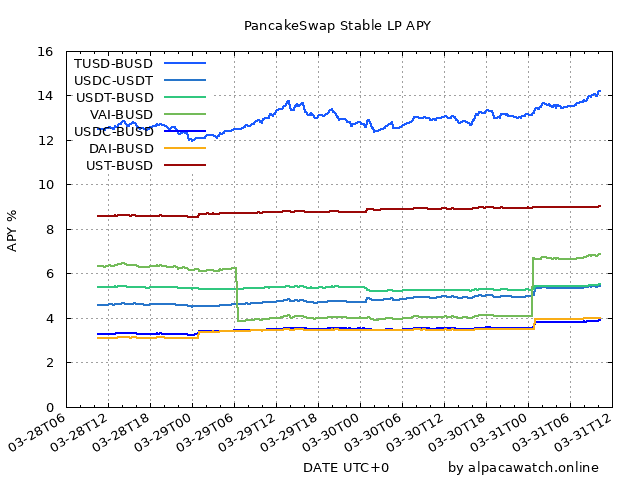 PancakeSwap Stable LP APY
APY %
16
14
12
10
8
6
4
2
0
TUSD-BUSD
USDC-USDT
USDT-BUSD
VAI-BUSD
USDC-BUSD
DAI-BUSD
UST-BUSD
03-28T06
03-28T12
03-28T18
03-29T00
03-29T06
03-29T12
03-29T18
03-30T00
03-30T06
03-30T12
03-30T18
03-31T00
03-31T06
03-31T12
DATE UTC+0
by alpacawatch.online